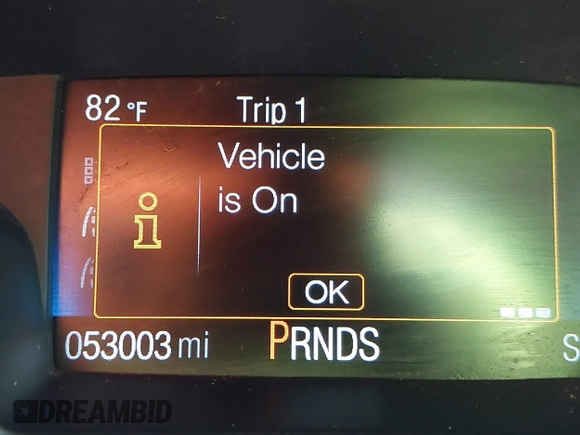 82 °F Trip 1
Vehicle
is On
i
OK
053003 mi PRNDS S
DREAMBID